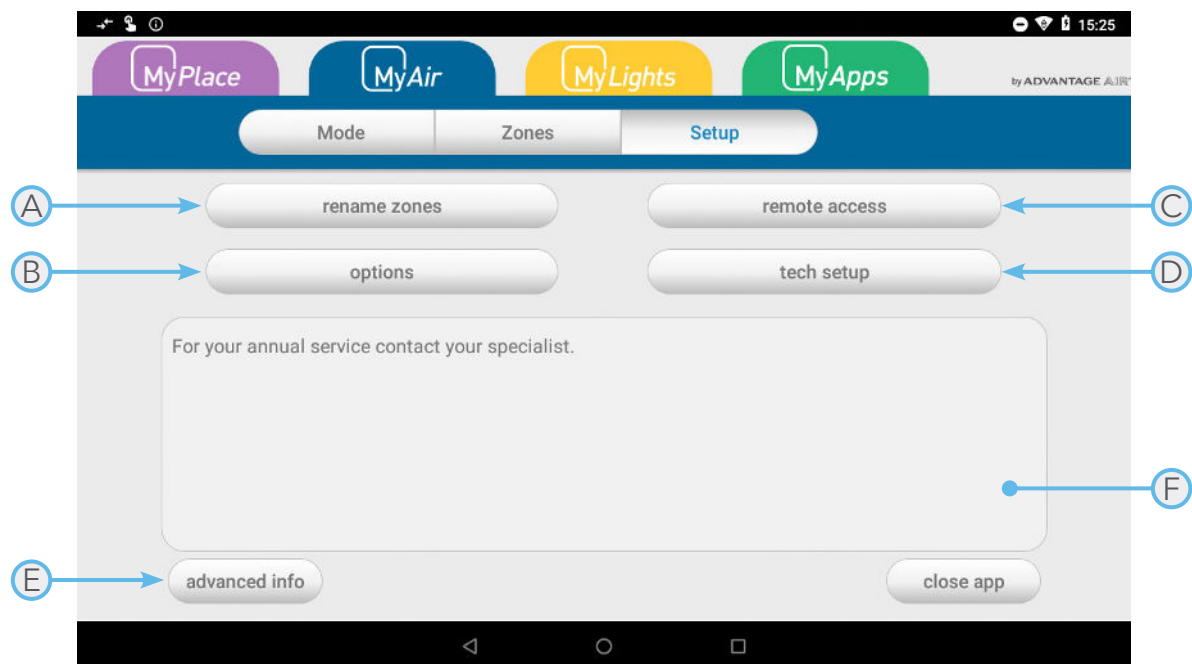 15:25
MyPlace MyAir MyLights MyApps by ADVANTAGE AIR
Mode Zones Setup
A rename zones remote access C
B options tech setup D
For your annual service contact your specialist.
F
E advanced info close app